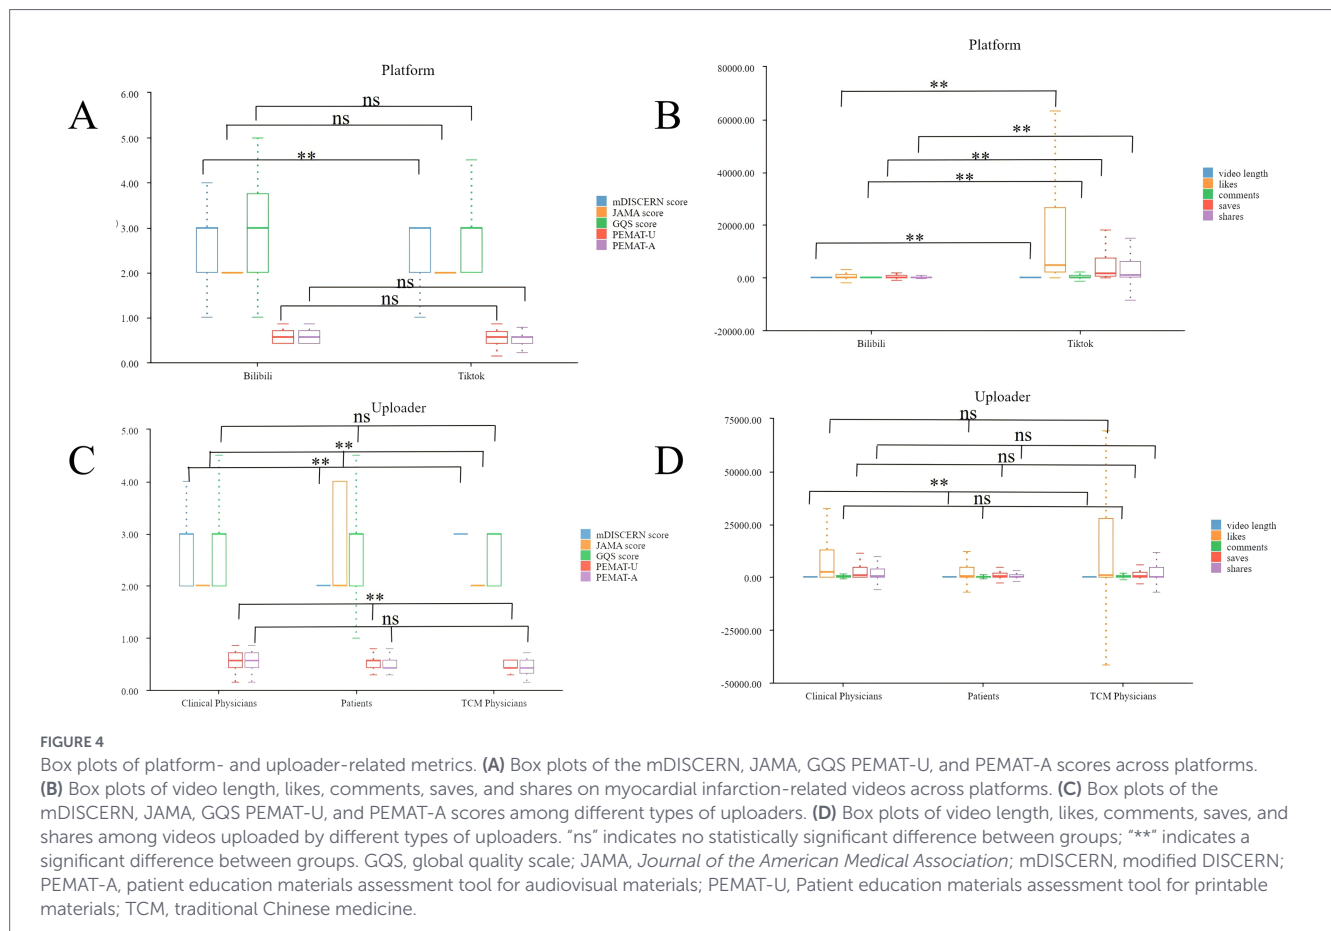 Platform
A
6.00
5.00
4.00
3.00
2.00
1.00
0.00
)
ns
ns
**
ns
ns
Bilibili
Tiktok
mDISCERN score
JAMA score
GQS score
PEMAT-U
PEMAT-A
Platform
B
80000.00
60000.00
40000.00
20000.00
0.00
-20000.00
**
**
**
**
**
Bilibili
Tiktok
video length
likes
comments
saves
shares
Uploader
C
5.00
4.00
3.00
2.00
1.00
0.00
ns
**
**
**
ns
Clinical Physicians
Patients
TCM Physicians
mDISCERN score
JAMA score
GQS score
PEMAT-U
PEMAT-A
Uploader
D
75000.00
50000.00
25000.00
0.00
-25000.00
-50000.00
ns
ns
ns
**
ns
Clinical Physicians
Patients
TCM Physicians
video length
likes
comments
saves
shares
FIGURE 4
Box plots of platform- and uploader-related metrics. (A) Box plots of the mDISCERN, JAMA, GQS PEMAT-U, and PEMAT-A scores across platforms.
(B) Box plots of video length, likes, comments, saves, and shares on myocardial infarction-related videos across platforms. (C) Box plots of the
mDISCERN, JAMA, GQS PEMAT-U, and PEMAT-A scores among different types of uploaders. (D) Box plots of video length, likes, comments, saves, and
shares among videos uploaded by different types of uploaders. “ns” indicates no statistically significant difference between groups; “**” indicates a
significant difference between groups. GQS, global quality scale; JAMA, Journal of the American Medical Association; mDISCERN, modified DISCERN;
PEMAT-A, patient education materials assessment tool for audiovisual materials; PEMAT-U, Patient education materials assessment tool for printable
materials; TCM, traditional Chinese medicine.